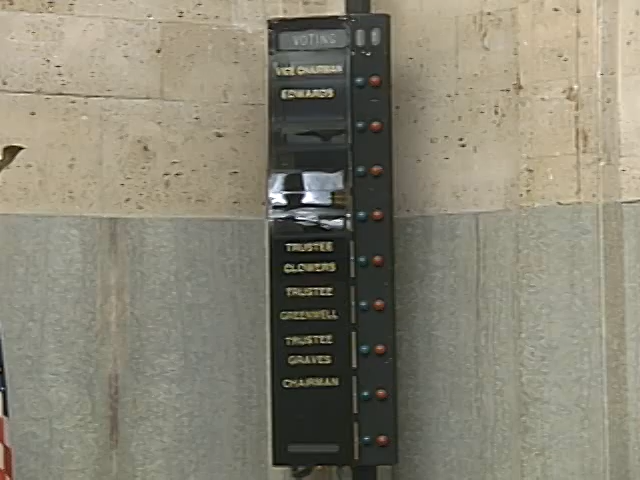 VOTING
VICE CHAIRMAN
EDWARDS
TRUSTEE
CLOWERS
TRUSTEE
GREENWELL
TRUSTEE
GRAVES
CHAIRMAN